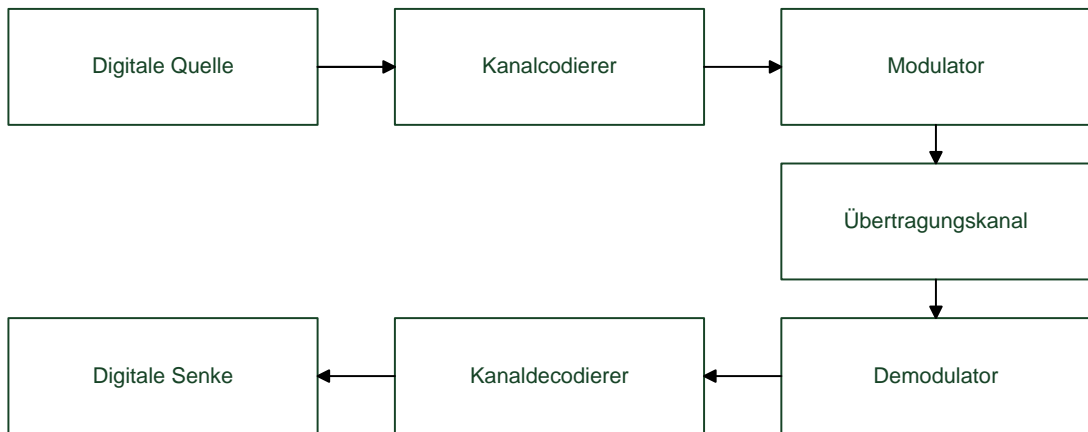 Digitale Quelle
Kanalcodierer
Modulator
Übertragungskanal
Digitale Senke
Kanaldecodierer
Demodulator